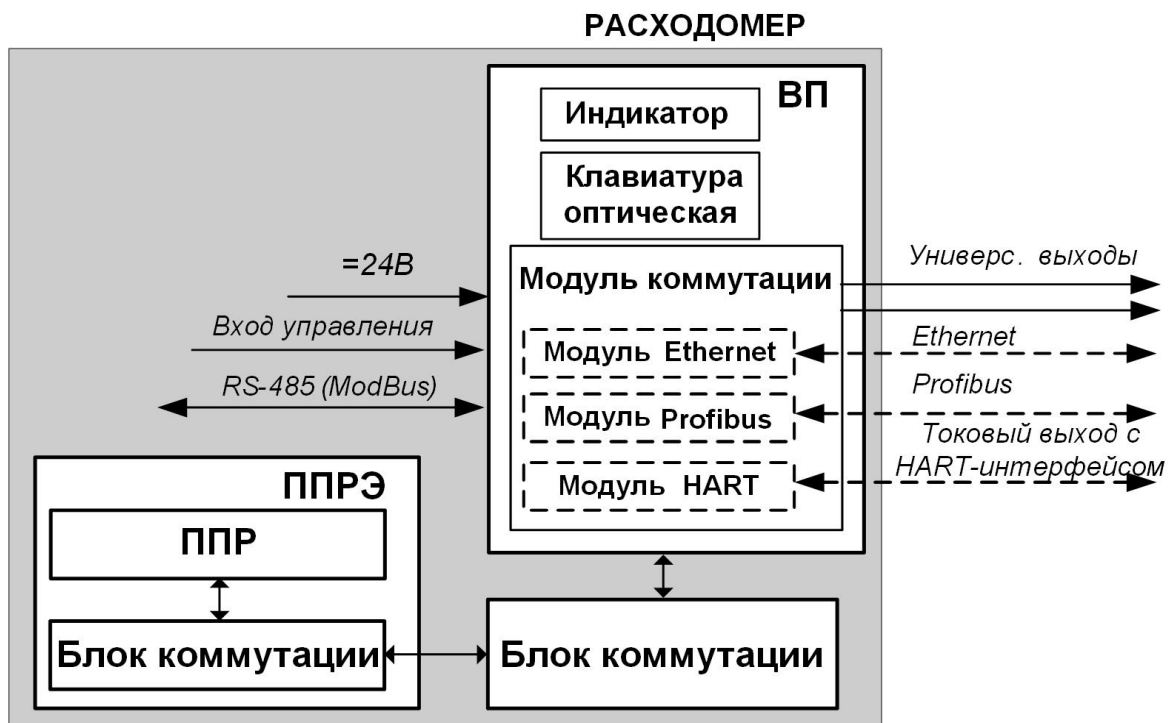 РАСХОДОМЕР
ВП
Индикатор
Клавиатура
оптическая
=24В
Вход управления
RS-485 (ModBus)
Модуль коммутации
Модуль Ethernet
Модуль Profibus
Модуль HART
Универс. выходы
Ethernet
Profibus
Токовый выход с
HART-интерфейсом
ППРЭ
ППР
Блок коммутации
Блок коммутации